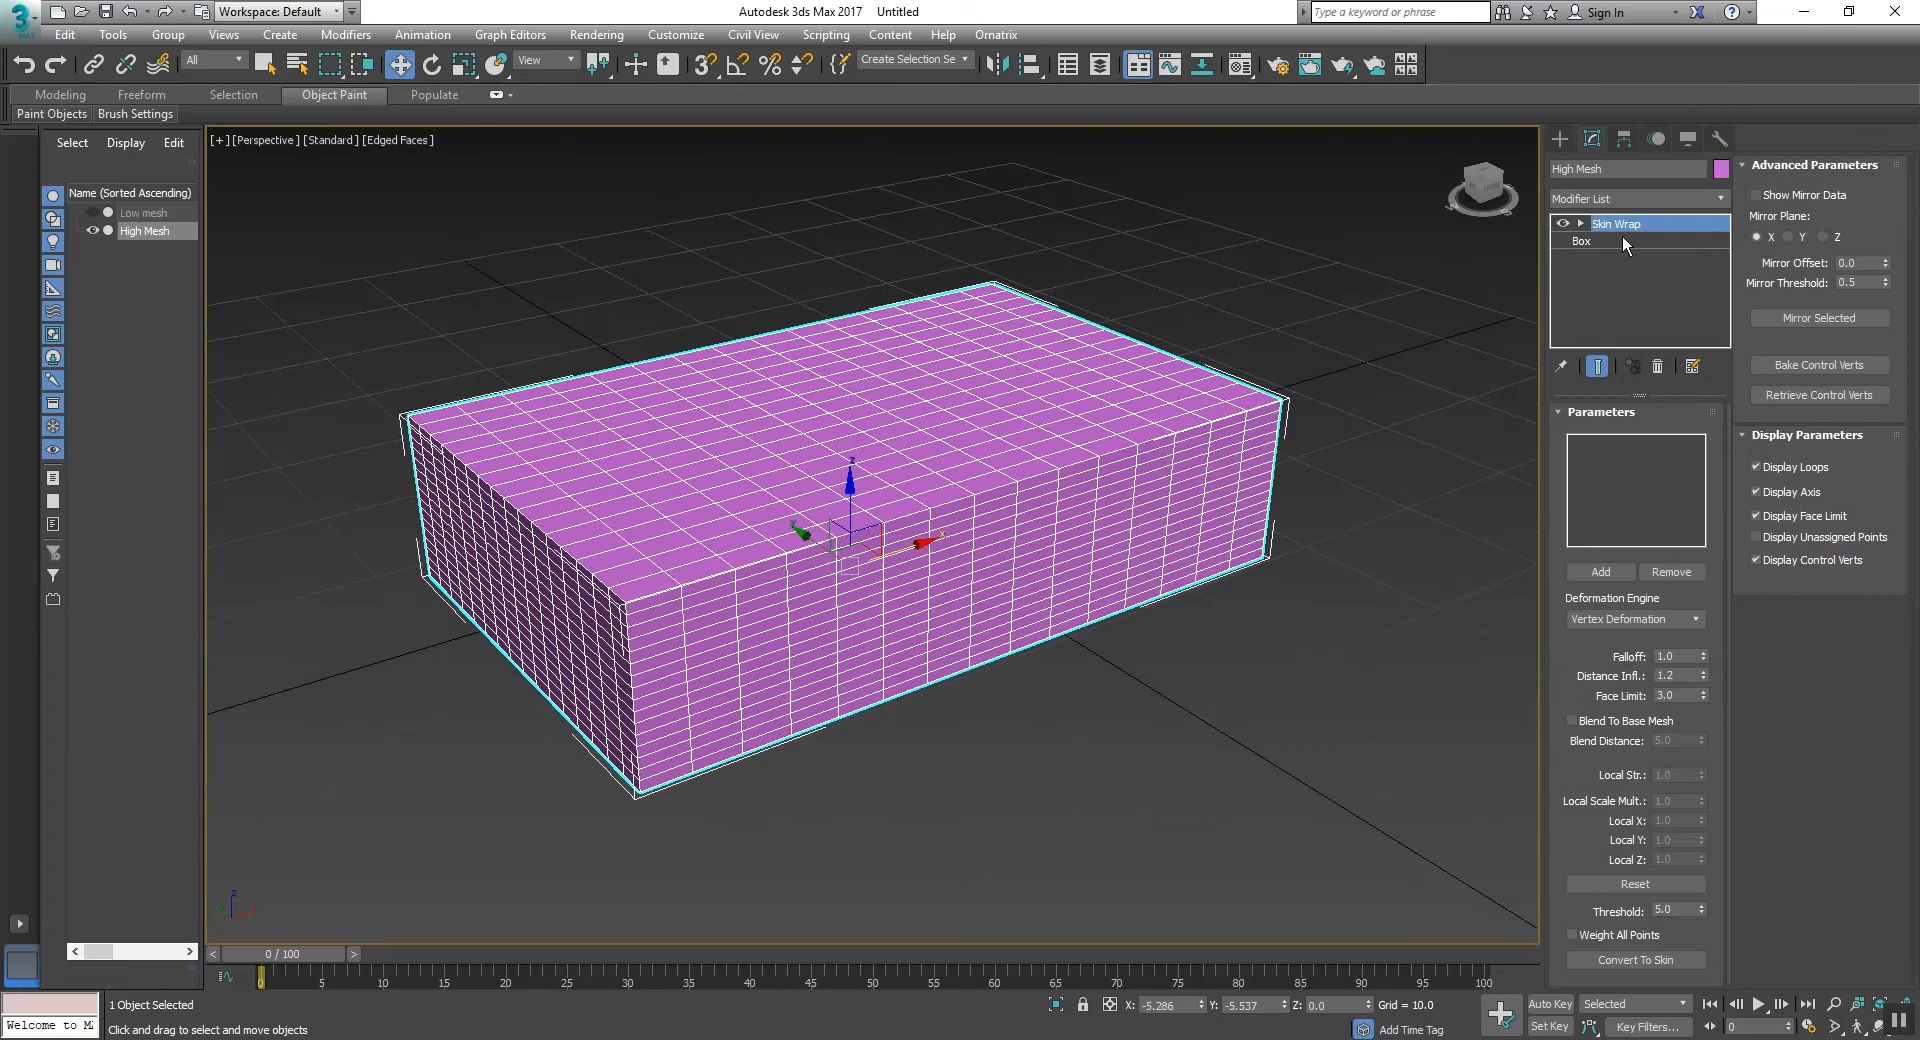 Workspace: Default
Autodesk 3ds Max 2017 Untitled
Type a keyword or phrase
Sign In
MAX
Edit Tools Group Views Create Modifiers Animation Graph Editors Rendering Customize Civil View Scripting Content Help Ornatrix
All
View
3
Create Selection Se
Modeling Freeform Selection Object Paint Populate
Paint Objects Brush Settings
Select Display Edit
Name (Sorted Ascending)
Low mesh
High Mesh
[+] [Perspective ] [Standard ] [Edged Faces ]
z
y
x
z
High Mesh
Modifier List
Skin Wrap
Box
Parameters
Add Remove
Deformation Engine
Vertex Deformation
Falloff: 1.0
Distance Infl.: 1.2
Face Limit: 3.0
Blend To Base Mesh
Blend Distance: 5.0
Local Str.: 1.0
Local Scale Mult.: 1.0
Local X: 1.0
Local Y: 1.0
Local Z: 1.0
Reset
Threshold: 5.0
Weight All Points
Convert To Skin
Advanced Parameters
Show Mirror Data
Mirror Plane:
X Y Z
Mirror Offset: 0.0
Mirror Threshold: 0.5
Mirror Selected
Bake Control Verts
Retrieve Control Verts
Display Parameters
Display Loops
Display Axis
Display Face Limit
Display Unassigned Points
Display Control Verts
< 0 / 100 >
0 5 10 15 20 25 30 35 40 45 50 55 60 65 70 75 80 85 90 95 100
Welcome to M
1 Object Selected
Click and drag to select and move objects
X: -5.286 Y: -5.537 Z: 0.0 Grid = 10.0
Add Time Tag
Auto Key Selected
Set Key Key Filters...
0